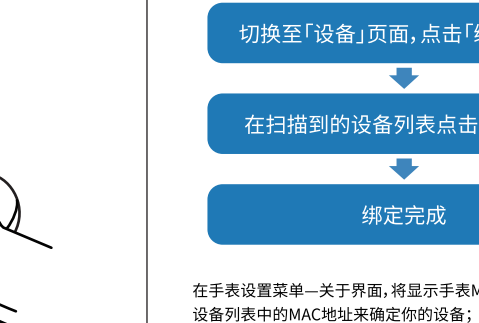 切换至「设备」页面，点击「
在扫描到的设备列表点击
绑定完成
在手表设置菜单—关于界面，将显示手表M
设备列表中的MAC地址来确定你的设备；